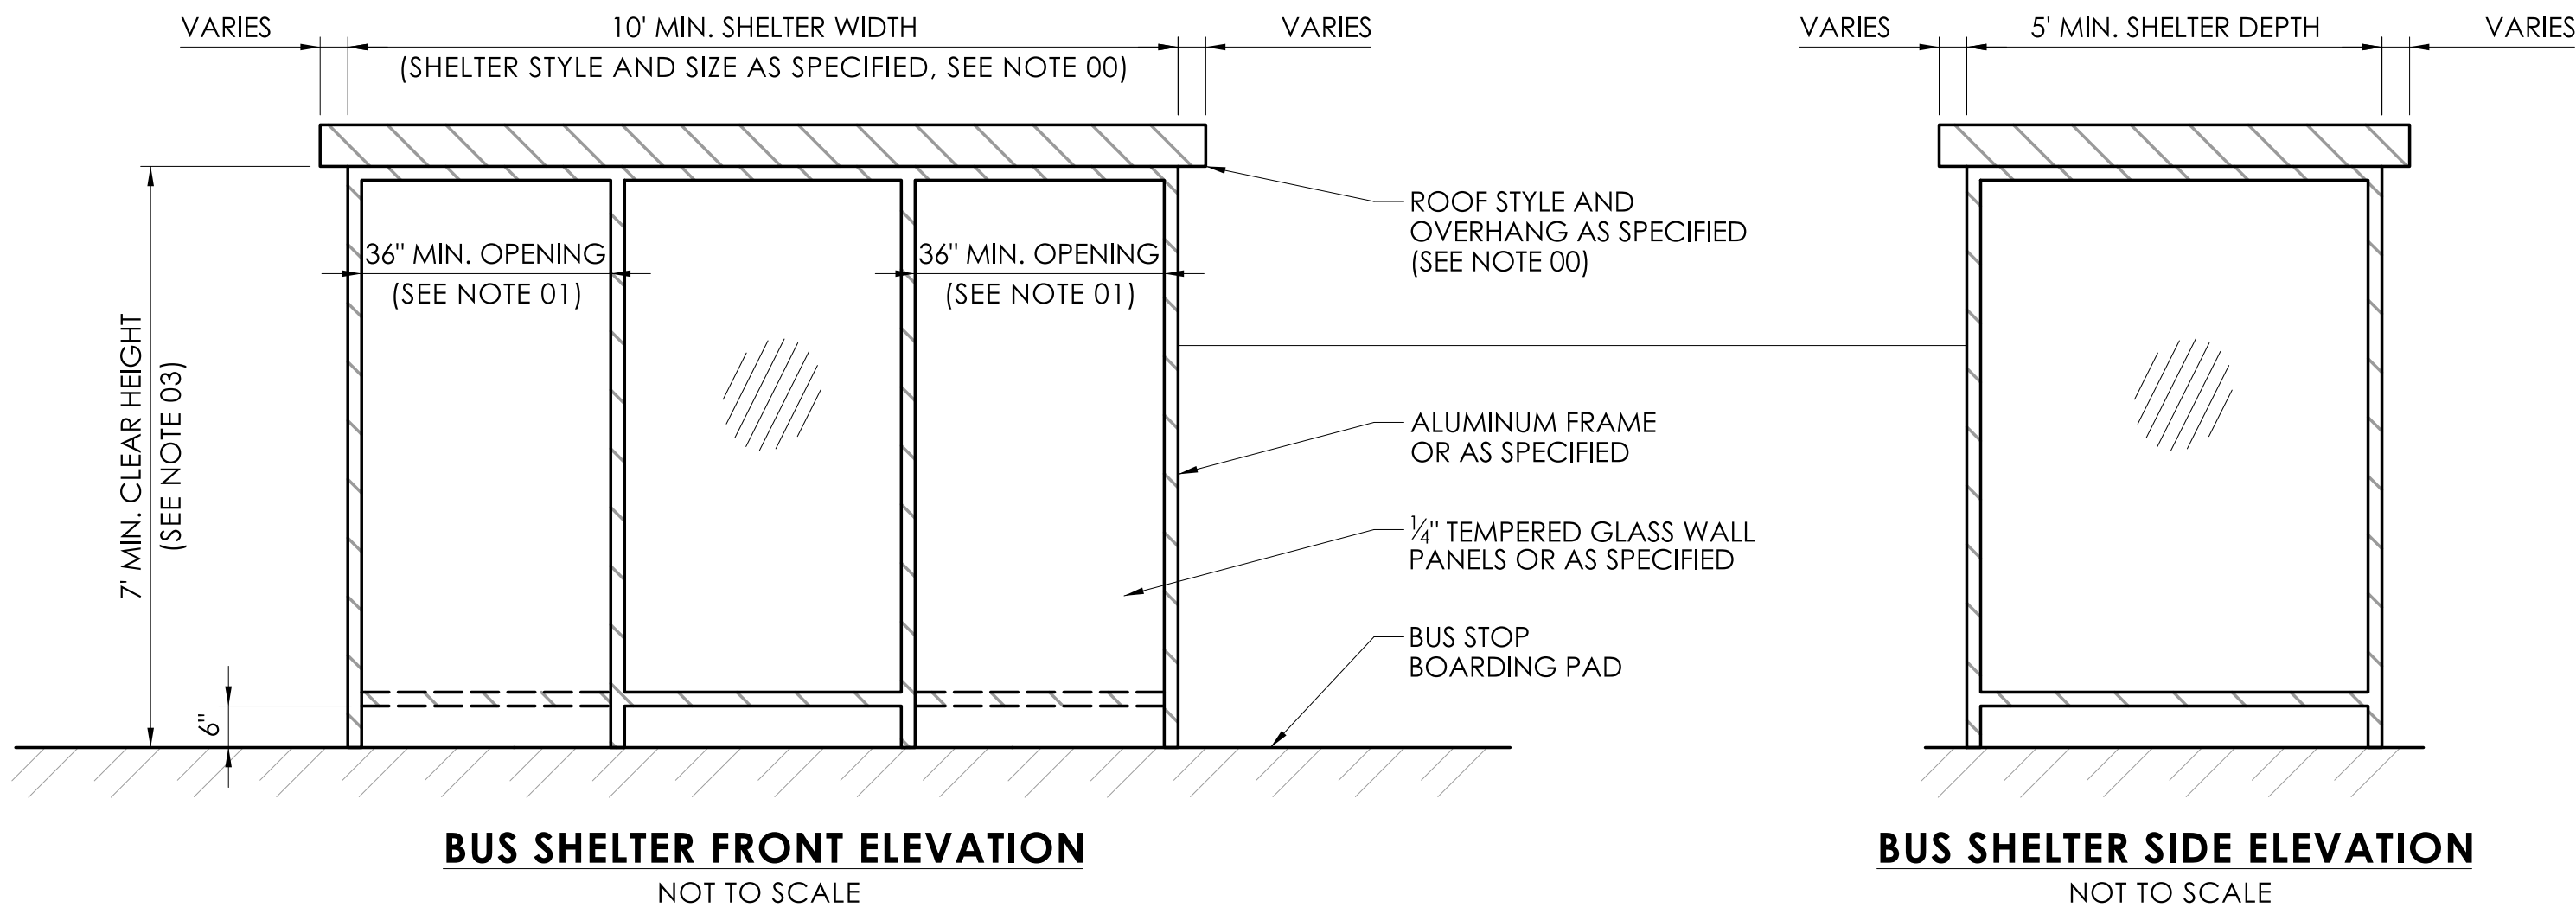 VARIES
10' MIN. SHELTER WIDTH
VARIES
(SHELTER STYLE AND SIZE AS SPECIFIED, SEE NOTE 00)
VARIES
5' MIN. SHELTER DEPTH
VARIES
ROOF STYLE AND
OVERHANG AS SPECIFIED
(SEE NOTE 00)
36" MIN. OPENING
(SEE NOTE 01)
36" MIN. OPENING
(SEE NOTE 01)
7' MIN. CLEAR HEIGHT
(SEE NOTE 03)
ALUMINUM FRAME
OR AS SPECIFIED
¼" TEMPERED GLASS WALL
PANELS OR AS SPECIFIED
BUS STOP
BOARDING PAD
6"
BUS SHELTER FRONT ELEVATION
NOT TO SCALE
BUS SHELTER SIDE ELEVATION
NOT TO SCALE